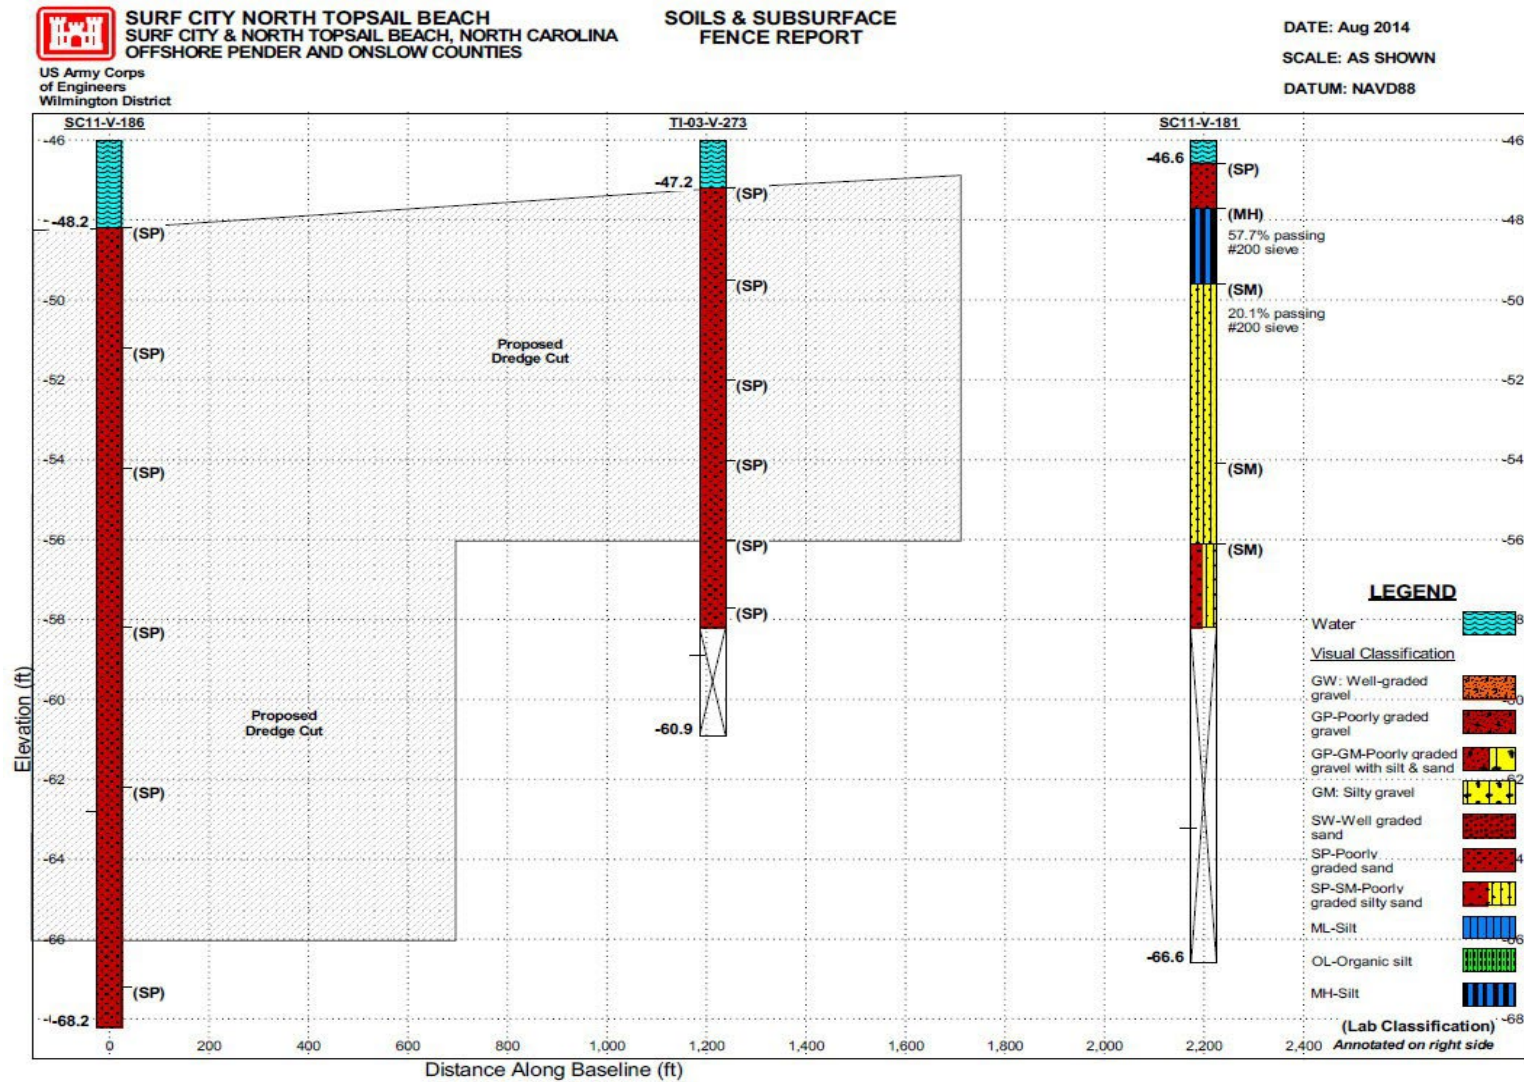 SURF CITY NORTH TOPSAIL BEACH
SURF CITY & NORTH TOPSAIL BEACH, NORTH CAROLINA
OFFSHORE PENDER AND ONSLOW COUNTIES
US Army Corps
of Engineers
Wilmington District
SOILS & SUBSURFACE
FENCE REPORT
DATE: Aug 2014
SCALE: AS SHOWN
DATUM: NAVD88
SC11-V-186
TI-03-V-273
SC11-V-181
-46
-48
-50
-52
-54
-56
-58
-60
-62
-64
-66
Elevation (ft)
-48.2
(SP)
(SP)
(SP)
(SP)
(SP)
(SP)
-68.2
Proposed
Dredge Cut
Proposed
Dredge Cut
-47.2
(SP)
(SP)
(SP)
(SP)
(SP)
(SP)
-60.9
-46.6
(SP)
(MH)
57.7% passing
#200 sieve
(SM)
20.1% passing
#200 sieve
(SM)
(SM)
-66.6
-46
-48
-50
-52
-54
-56
LEGEND
Water
Visual Classification
GW: Well-graded
gravel
GP-Poorly graded
gravel
GP-GM-Poorly graded
gravel with silt & sand
GM: Silty gravel
SW-Well graded
sand
SP-Poorly
graded sand
SP-SM-Poorly
graded silty sand
ML-Silt
OL-Organic silt
MH-Silt
(Lab Classification)
Annotated on right side
0 200 400 600 800 1,000 1,200 1,400 1,600 1,800 2,000 2,200 2,400
Distance Along Baseline (ft)